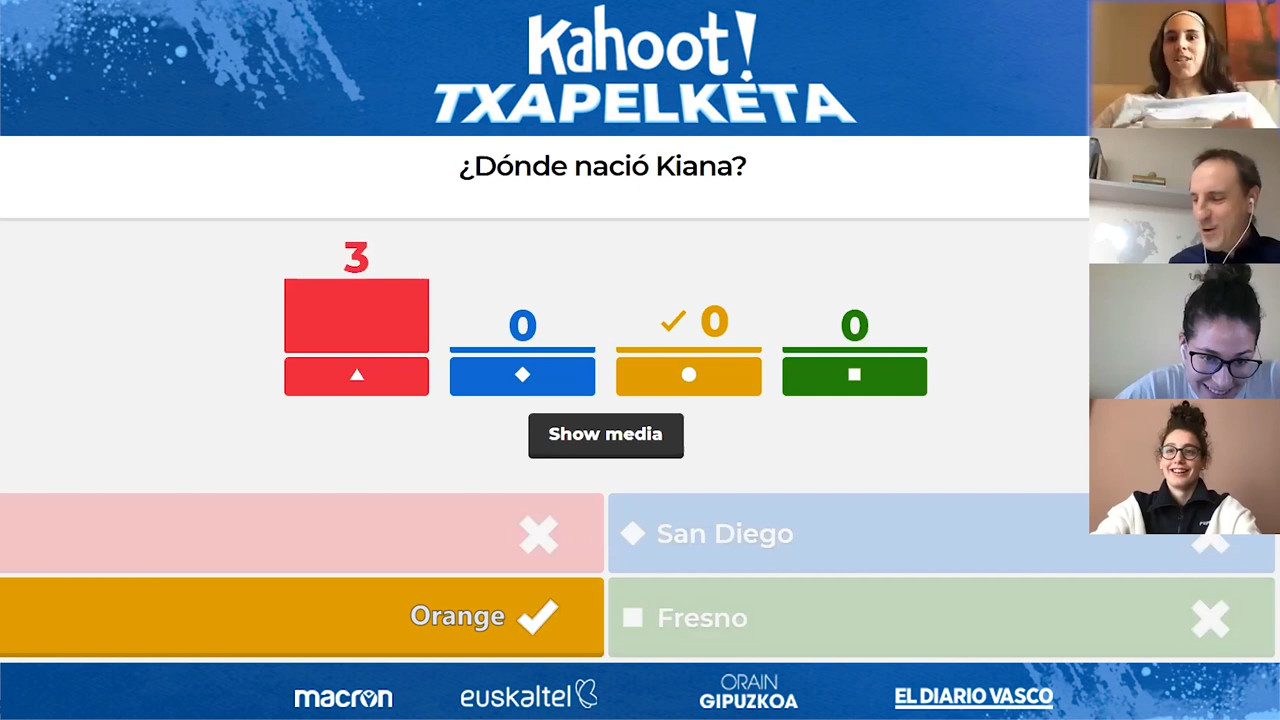 Kahoot!
TXAPELKETA
¿Dónde nació Kiana?
3
0
0
0
Show media
San Diego
Orange
Fresno
macron
euskaltel
ORAIN
GIPUZKOA
EL DIARIO VASCO